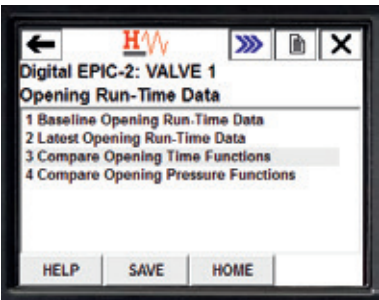 H
Digital EPIC-2: VALVE 1
Opening Run-Time Data
1 Baseline Opening Run-Time Data
2 Latest Opening Run-Time Data
3 Compare Opening Time Functions
4 Compare Opening Pressure Functions
HELP SAVE HOME